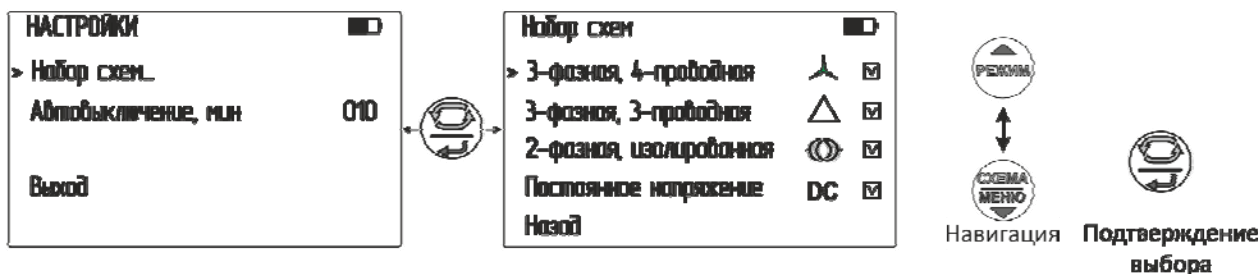 НАСТРОЙКИ
> Набор схем...
Автовыключение, мин 010
Выход
Набор схем
> 3-фазная, 4-проводная
3-фазная, 3-проводная
2-фазная, изолированная
Постоянное напряжение DC
Назад
РЕЖИМ
СХЕМА
МЕНЮ
Навигация
Подтверждение
выбора